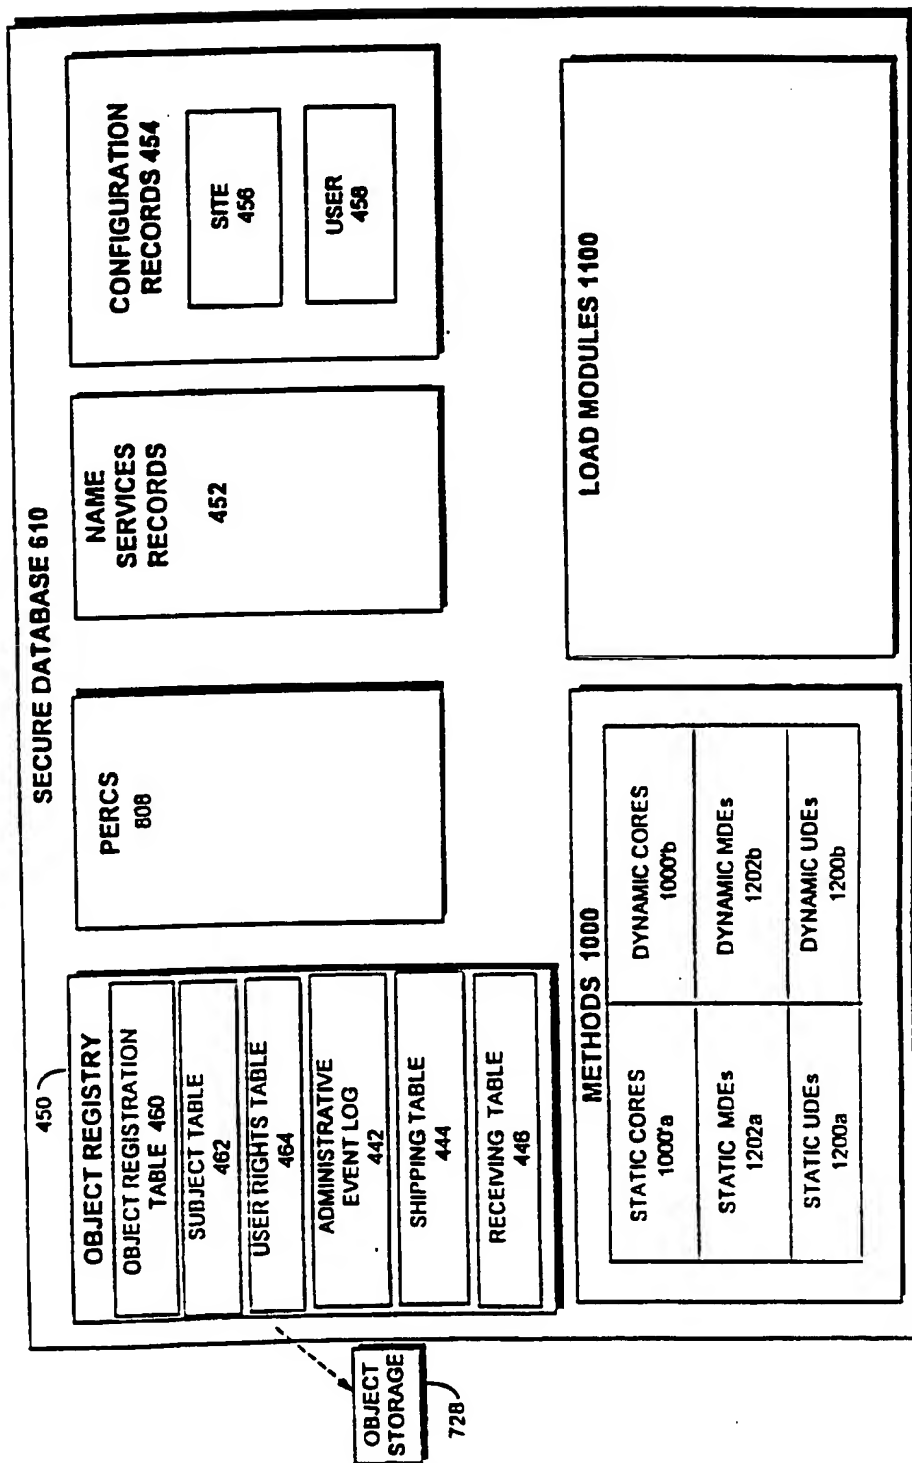 SECURE DATABASE 610
450
OBJECT REGISTRY
OBJECT REGISTRATION
TABLE 460
SUBJECT TABLE
462
USER RIGHTS TABLE
464
ADMINISTRATIVE
EVENT LOG
442
SHIPPING TABLE
444
RECEIVING TABLE
446
PERCS
808
NAME
SERVICES
RECORDS
452
CONFIGURATION
RECORDS 454
SITE
456
USER
458
OBJECT
STORAGE
728
METHODS 1000
STATIC CORES
1000'a
DYNAMIC CORES
1000'b
STATIC MDEs
1202a
DYNAMIC MDEs
1202b
STATIC UDEs
1200a
DYNAMIC UDEs
1200b
LOAD MODULES 1100